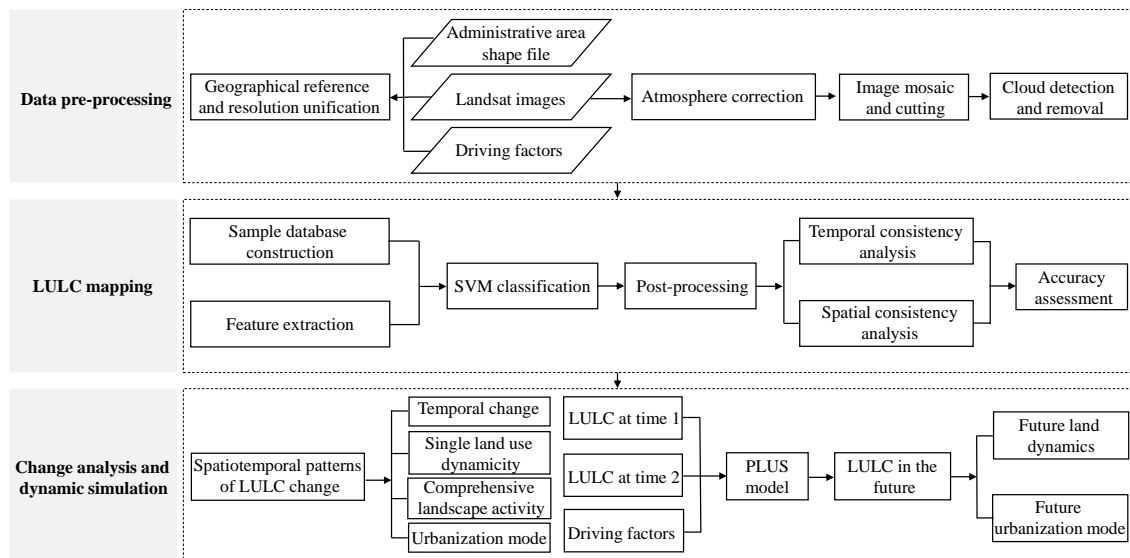 Data pre-processing
Geographical reference
and resolution unification
Administrative area
shape file
Landsat images
Driving factors
Atmosphere correction
Image mosaic
and cutting
Cloud detection
and removal
LULC mapping
Sample database
construction
Feature extraction
SVM classification
Post-processing
Temporal consistency
analysis
Spatial consistency
analysis
Accuracy
assessment
Change analysis and
dynamic simulation
Spatiotemporal patterns
of LULC change
Temporal change
Single land use
dynamicity
Comprehensive
landscape activity
Urbanization mode
LULC at time 1
LULC at time 2
Driving factors
PLUS
model
LULC in the
future
Future land
dynamics
Future
urbanization mode